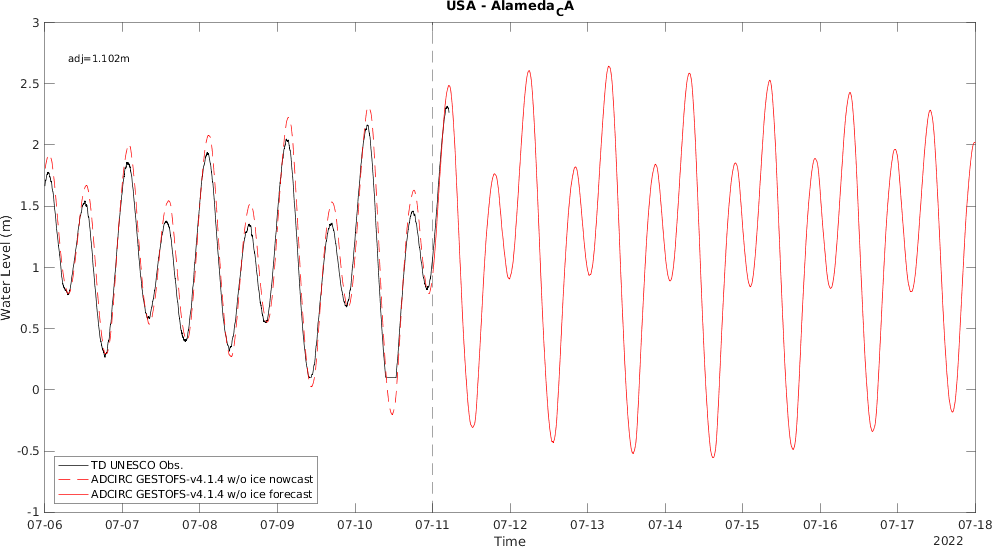 USA - Alameda_CA
adj=1.102m
Water Level (m)
3
2.5
2
1.5
1
0.5
0
-0.5
-1
TD UNESCO Obs.
ADCIRC GESTOFS-v4.1.4 w/o ice nowcast
ADCIRC GESTOFS-v4.1.4 w/o ice forecast
07-06 07-07 07-08 07-09 07-10 07-11 07-12 07-13 07-14 07-15 07-16 07-17 07-18
Time
2022